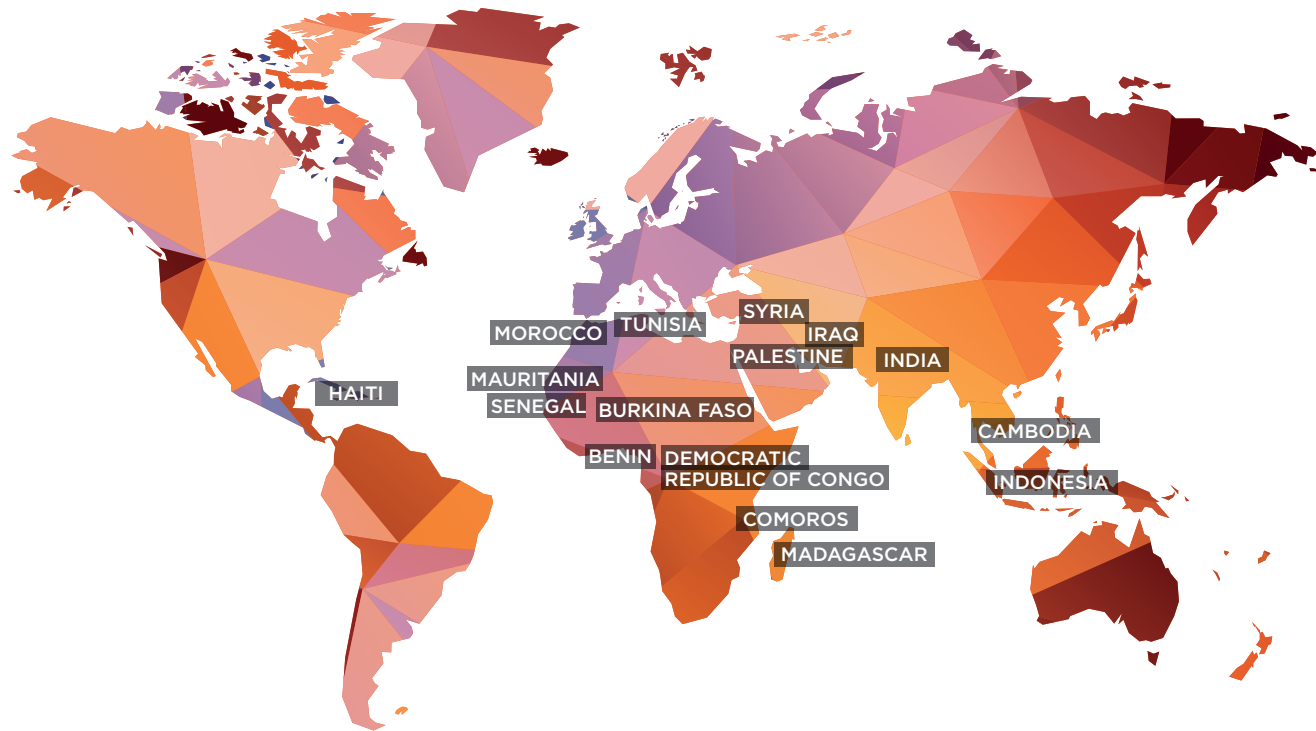 SYRIA
TUNISIA
MOROCCO
IRAQ
PALESTINE
INDIA
MAURITANIA
HAITI
SENEGAL
BURKINA FASO
CAMBODIA
BENIN
DEMOCRATIC
REPUBLIC OF CONGO
INDONESIA
COMOROS
MADAGASCAR